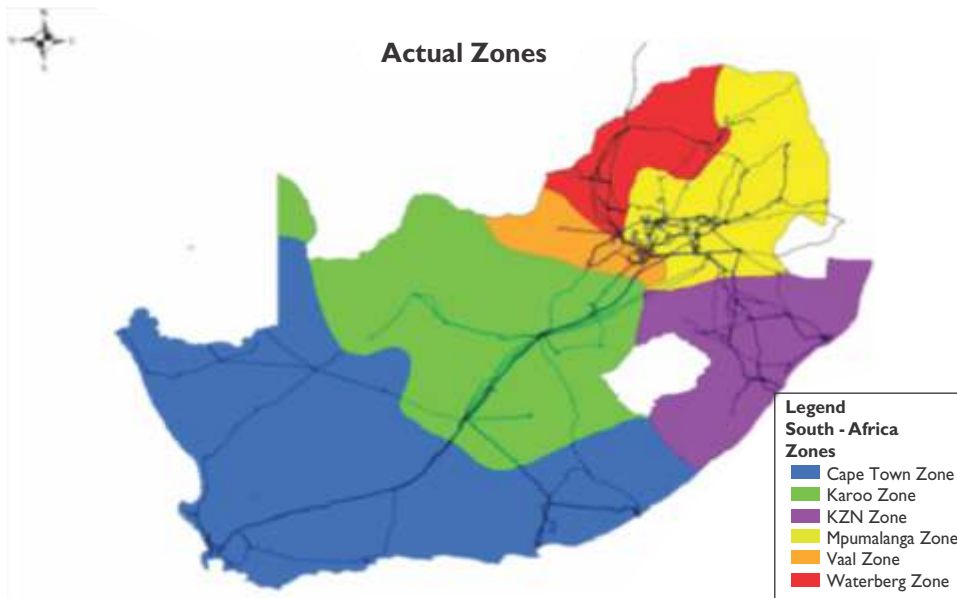 Actual Zones
Legend
South - Africa
Zones
Cape Town Zone
Karoo Zone
KZN Zone
Mpumalanga Zone
Vaal Zone
Waterberg Zone